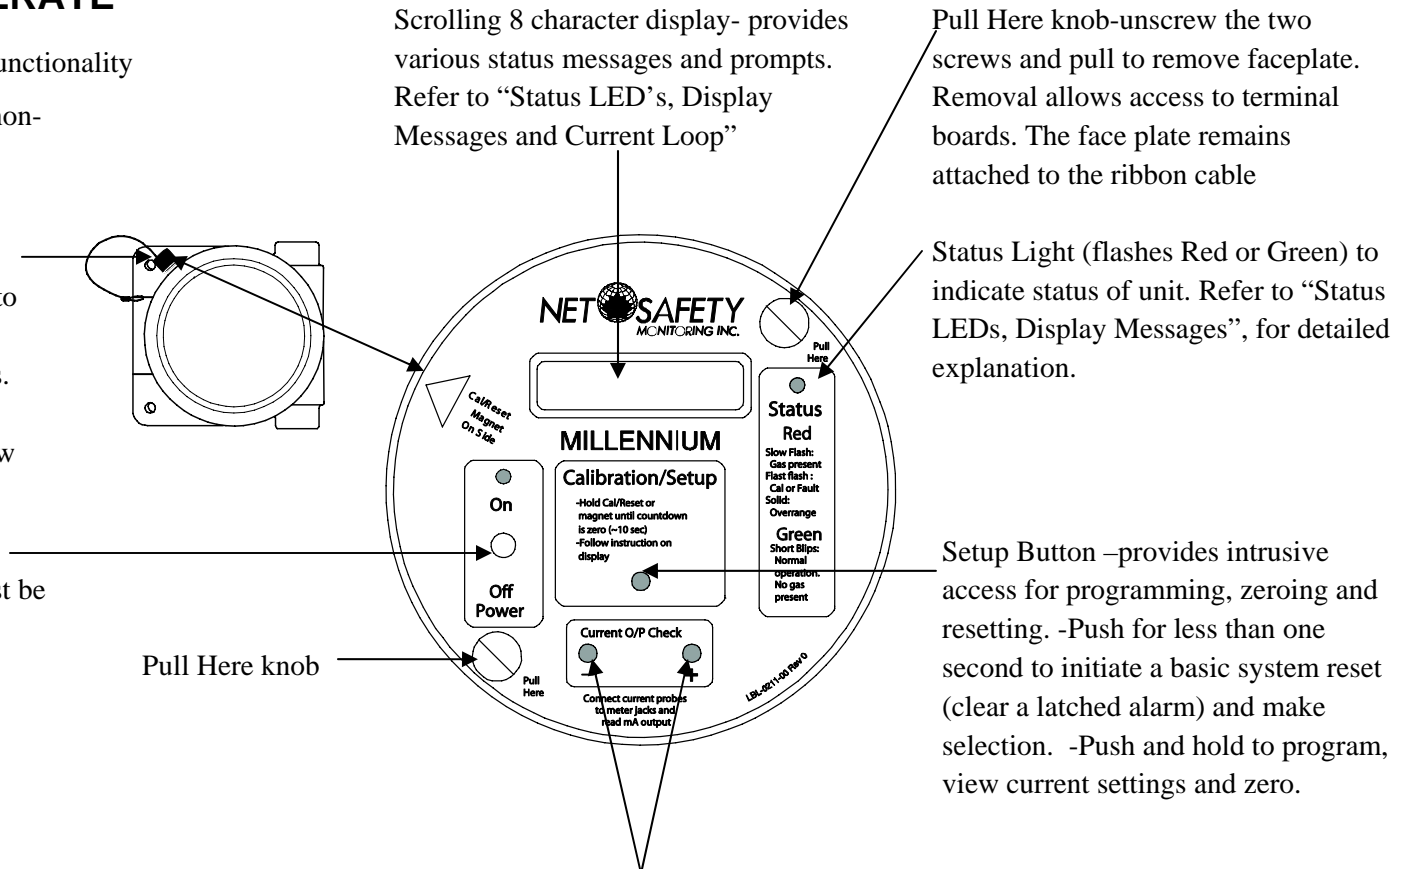 ERATE
unctionality
non-
to
s.
w
st be
Scrolling 8 character display- provides
various status messages and prompts.
Refer to “Status LED’s, Display
Messages and Current Loop”
Pull Here knob-unscrew the two
screws and pull to remove faceplate.
Removal allows access to terminal
boards. The face plate remains
attached to the ribbon cable
Status Light (flashes Red or Green) to
indicate status of unit. Refer to “Status
LEDs, Display Messages”, for detailed
explanation.
NET SAFETY
MONITORING INC.
Pull
Here
Cal/Reset
Magnet
On Side
MILLENNIUM
Status
Red
Slow Flash:
Gas present
Flast flash :
Cal or Fault
Solid:
Overrange
Green
Short Blips:
Normal
operation.
No gas
present
Calibration/Setup
-Hold Cal/Reset or
magnet until countdown
is zero (~10 sec)
-Follow instruction on
display
On
Off
Power
Setup Button –provides intrusive
access for programming, zeroing and
resetting. -Push for less than one
second to initiate a basic system reset
(clear a latched alarm) and make
selection. -Push and hold to program,
view current settings and zero.
Pull Here knob
Pull
Here
Current O/P Check
- +
Connect current probes
to meter jacks and
read mA output
LBL-0211-00 Rev 0